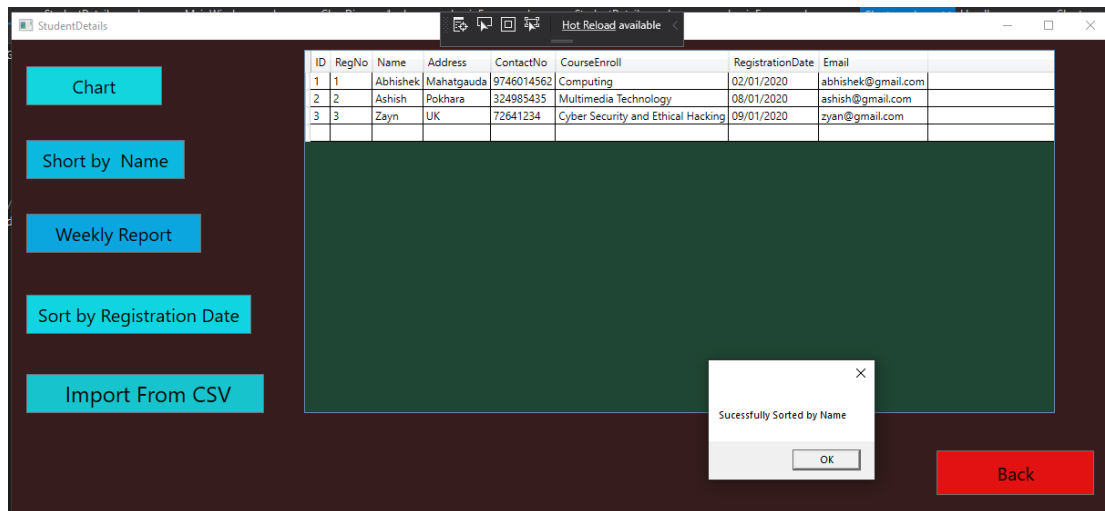 StudentDetails
Hot Reload available
Chart
Short by Name
Weekly Report
Sort by Registration Date
Import From CSV
ID RegNo Name Address ContactNo CourseEnroll RegistrationDate Email
1 1 Abhishek Mahatgauda 9746014562 Computing 02/01/2020 abhishek@gmail.com
2 2 Ashish Pokhara 324985435 Multimedia Technology 08/01/2020 ashish@gmail.com
3 3 Zayn UK 72641234 Cyber Security and Ethical Hacking 09/01/2020 zyan@gmail.com
Sucessfully Sorted by Name
OK
Back